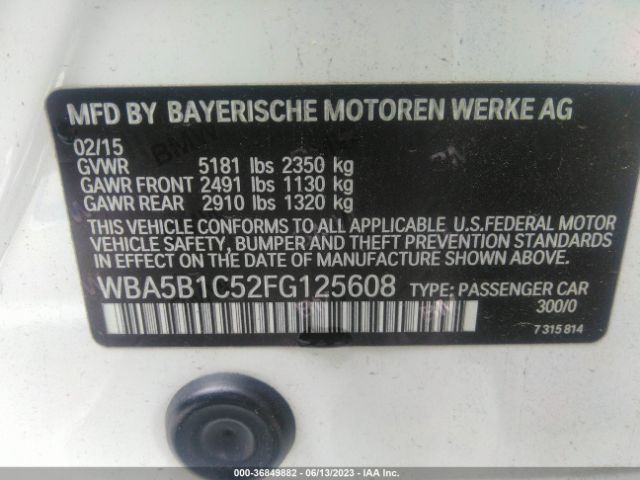 MFD BY BAYERISCHE MOTOREN WERKE AG
02/15
GVWR 5181 lbs 2350 kg
GAWR FRONT 2491 lbs 1130 kg
GAWR REAR 2910 lbs 1320 kg
THIS VEHICLE CONFORMS TO ALL APPLICABLE U.S.FEDERAL MOTOR
VEHICLE SAFETY, BUMPER AND THEFT PREVENTION STANDARDS
IN EFFECT ON THE DATE OF MANUFACTURE SHOWN ABOVE.
WBA5B1C52FG125608 TYPE: PASSENGER CAR
300/0
7 315 814
000-36849882 - 06/13/2023 - IAA Inc.